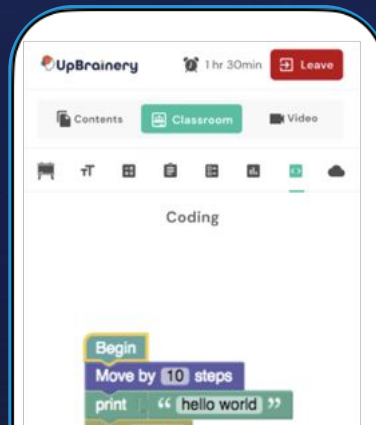 UpBrainery 1 hr 30min Leave
Contents Classroom Video
Coding
Begin
Move by 10 steps
print “ hello world ”